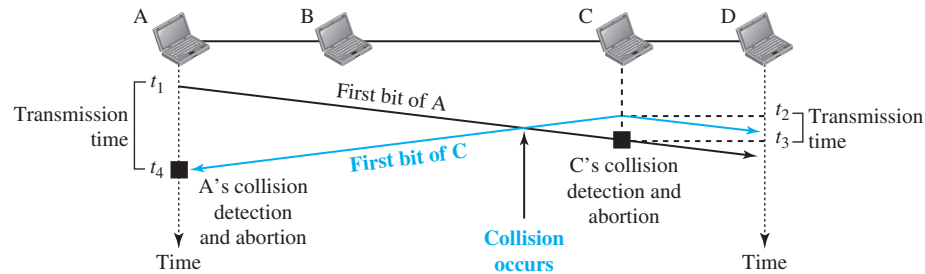 A
B
C
D
t1
First bit of A
t2
Transmission
time
Transmission
time
t3
t4
First bit of C
A's collision
detection
and abortion
C's collision
detection and
abortion
Collision
occurs
Time
Time